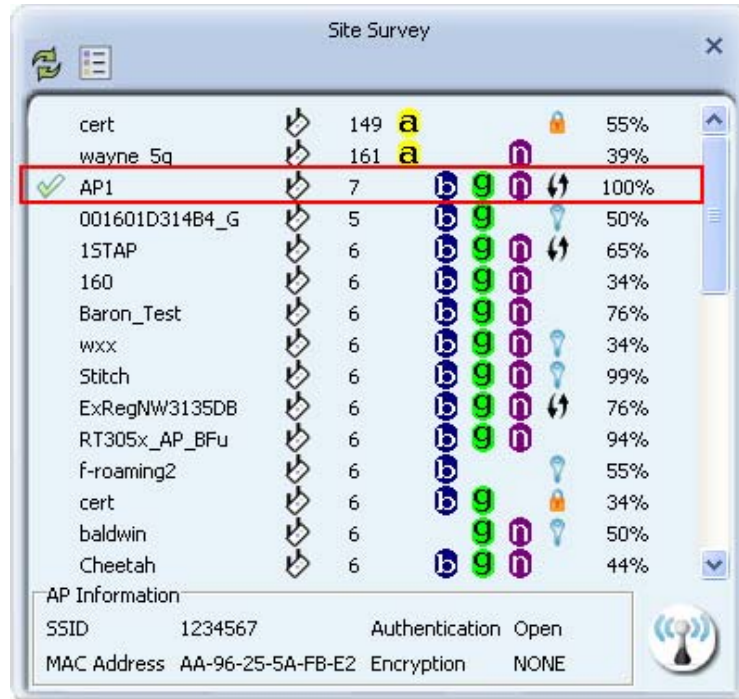 Site Survey
cert 149 a 55%
wayne_5g 161 a n 39%
AP1 7 b g n 100%
001601D314B4_G 5 b g 50%
1STAP 6 b g n 65%
160 6 b g n 34%
Baron_Test 6 b g n 76%
wxx 6 b g n 34%
Stitch 6 b g n 99%
ExRegNW3135DB 6 b g n 76%
RT305x_AP_BFu 6 b g n 94%
f-roaming2 6 b 55%
cert 6 b g 34%
baldwin 6 g n 50%
Cheetah 6 b g n 44%
AP Information
SSID 1234567 Authentication Open
MAC Address AA-96-25-5A-FB-E2 Encryption NONE